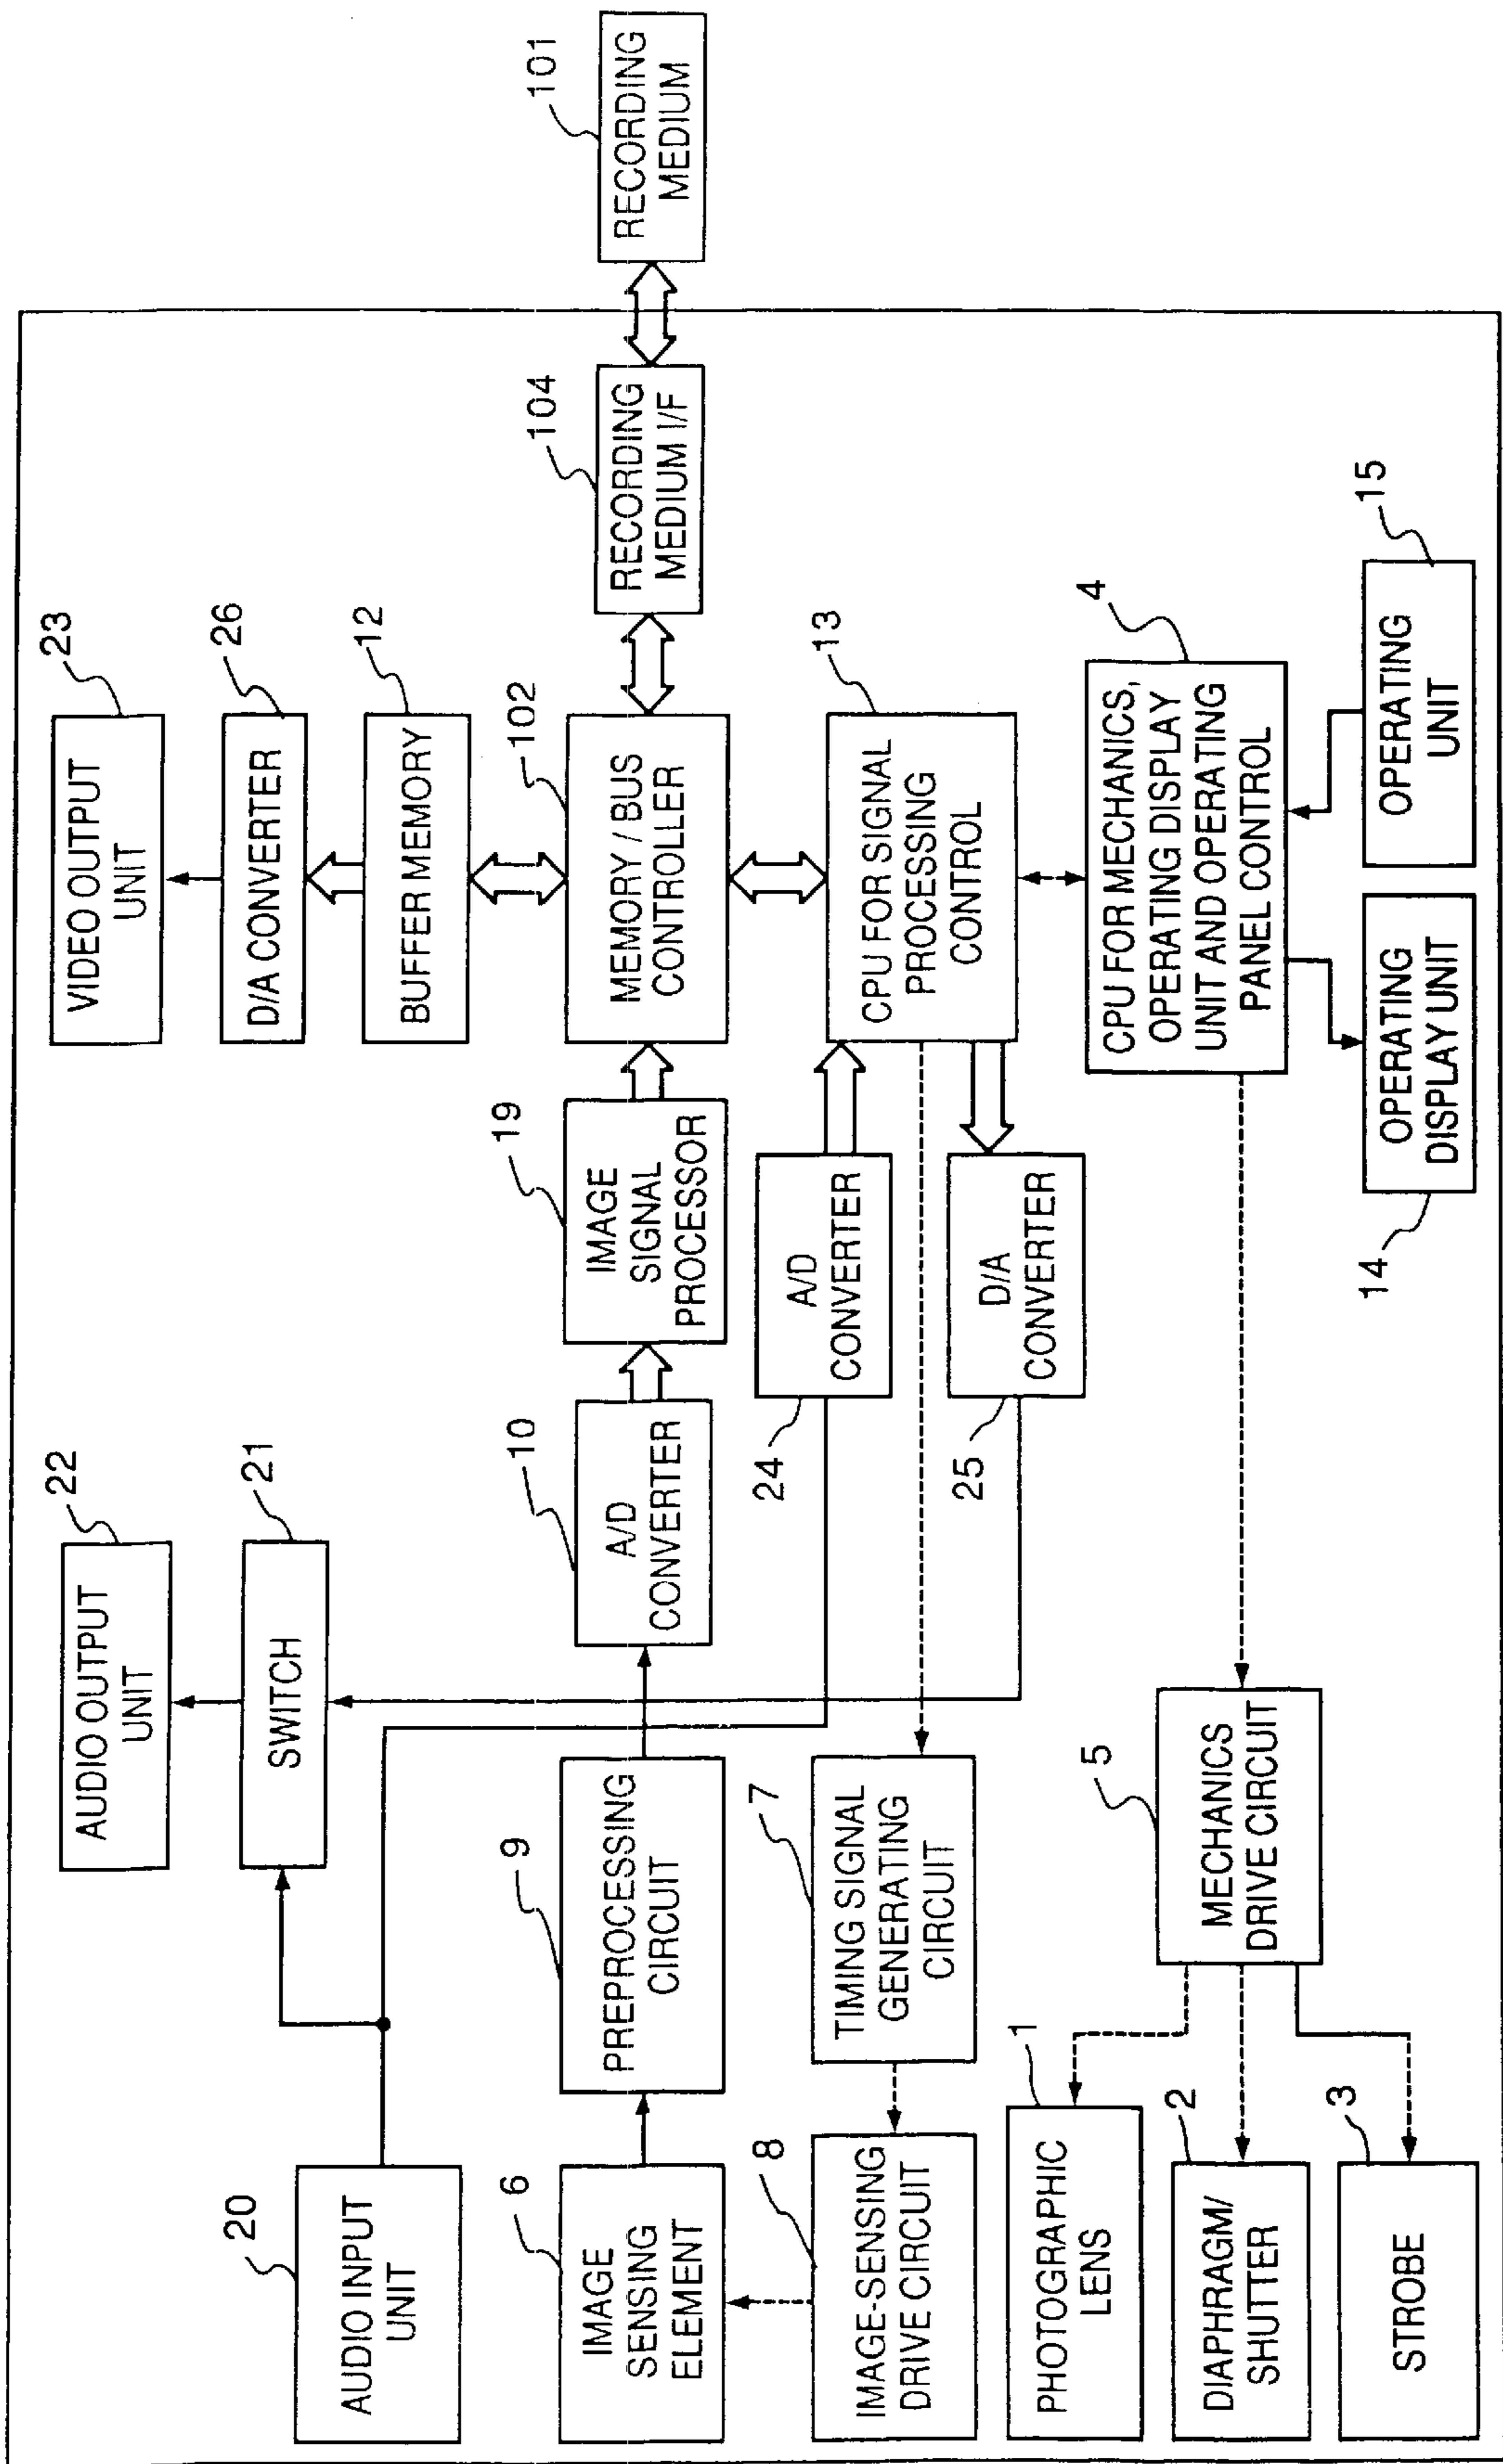 23
VIDEO OUTPUT
UNIT
26
D/A CONVERTER
12
BUFFER MEMORY
22
AUDIO OUTPUT
UNIT
21
SWITCH
20
AUDIO INPUT
UNIT
6
IMAGE
SENSING
ELEMENT
9
PREPROCESSING
CIRCUIT
10
A/D
CONVERTER
19
IMAGE
SIGNAL
PROCESSOR
102
MEMORY / BUS
CONTROLLER
104
RECORDING
MEDIUM I/F
101
RECORDING
MEDIUM
8
IMAGE-SENSING
DRIVE CIRCUIT
7
TIMING SIGNAL
GENERATING
CIRCUIT
24
A/D
CONVERTER
25
D/A
CONVERTER
13
CPU FOR SIGNAL
PROCESSING
CONTROL
1
PHOTOGRAPHIC
LENS
2
DIAPHRAGM/
SHUTTER
3
STROBE
5
MECHANICS
DRIVE CIRCUIT
4
CPU FOR MECHANICS,
OPERATING DISPLAY
UNIT AND OPERATING
PANEL CONTROL
14
OPERATING
DISPLAY UNIT
15
OPERATING
UNIT